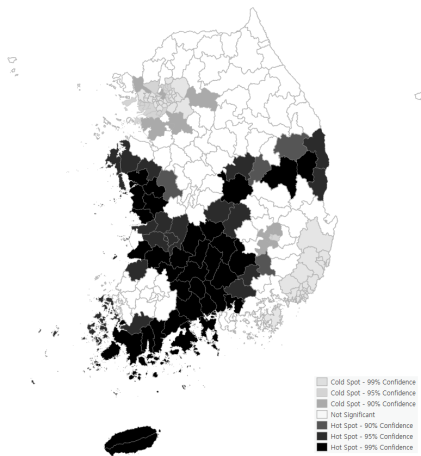 Cold Spot - 99% Confidence
Cold Spot - 95% Confidence
Cold Spot - 90% Confidence
Not Significant
Hot Spot - 90% Confidence
Hot Spot - 95% Confidence
Hot Spot - 99% Confidence